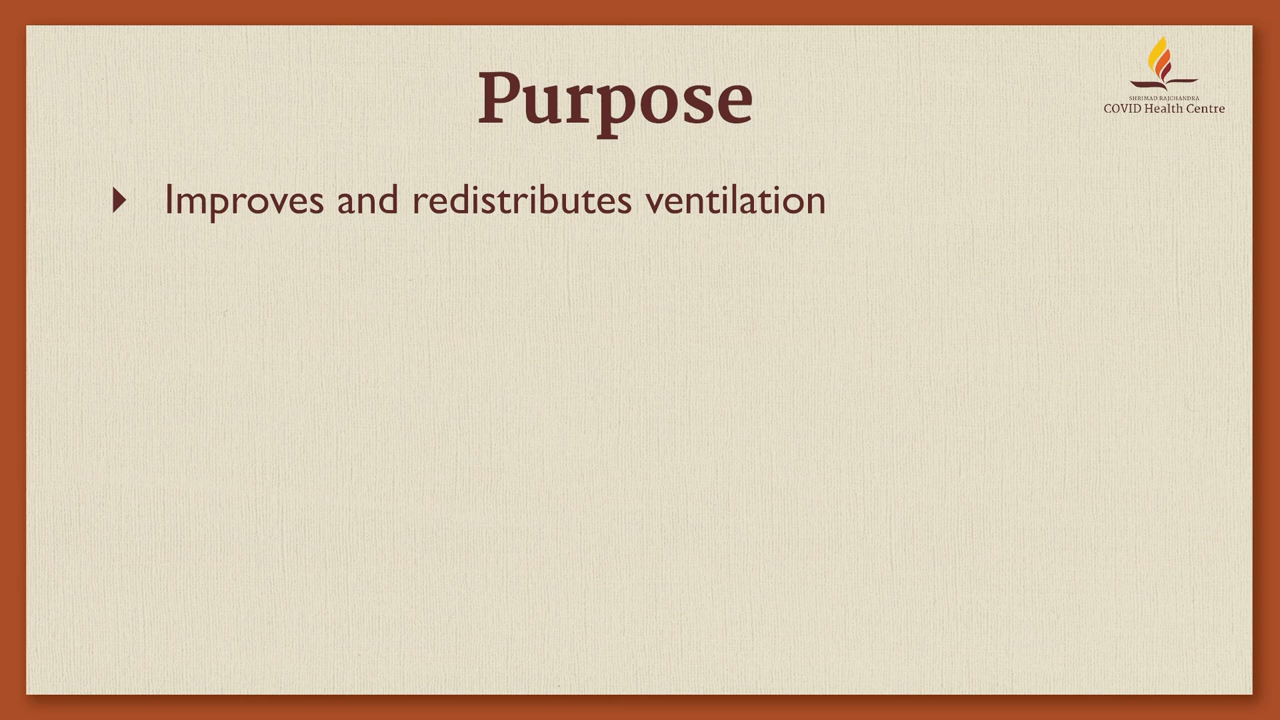 Purpose
SHRIMAD RAJCHANDRA
COVID Health Centre
Improves and redistributes ventilation